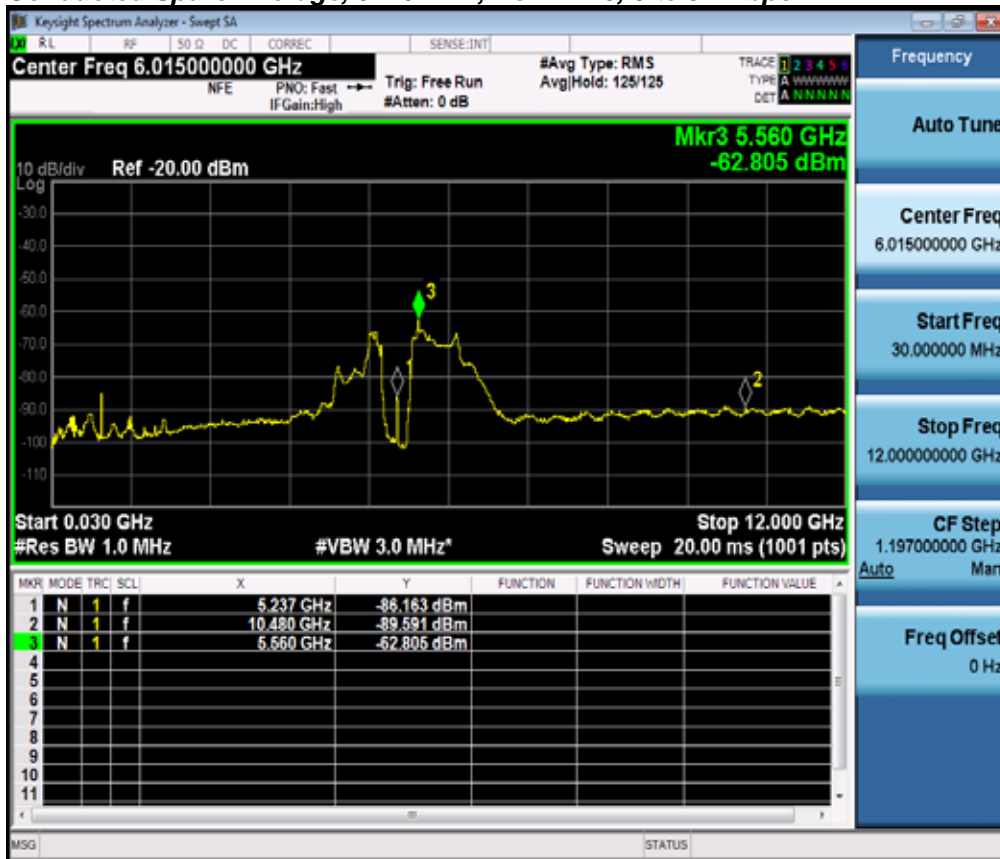 Keysight Spectrum Analyzer - Swept SA
RL RF 50 Ω DC CORREC SENSE:INT
Center Freq 6.015000000 GHz
NFE PNO: Fast IFGain:High
Trig: Free Run
#Atten: 0 dB
#Avg Type: RMS
Avg|Hold: 125/125
TRACE 1 2 3 4 5 6
TYPE A WWWWW
DET A N N N N N
Mkr3 5.560 GHz
-62.805 dBm
10 dB/div Ref -20.00 dBm
Log
-30.0
-40.0
-50.0
-60.0
-70.0
-80.0
-90.0
-100
-110
3
2
Start 0.030 GHz
Stop 12.000 GHz
#Res BW 1.0 MHz
#VBW 3.0 MHz*
Sweep 20.00 ms (1001 pts)
MKR MODE TRC SCL X Y FUNCTION FUNCTION WIDTH FUNCTION VALUE
1 N 1 f 5.237 GHz -86.163 dBm
2 N 1 f 10.480 GHz -89.591 dBm
3 N 1 f 5.560 GHz -62.805 dBm
4
5
6
7
8
9
10
11
MSG
STATUS
Frequency
Auto Tune
Center Freq
6.015000000 GHz
Start Freq
30.000000 MHz
Stop Freq
12.000000000 GHz
CF Step
1.197000000 GHz
Auto Man
Freq Offset
0 Hz